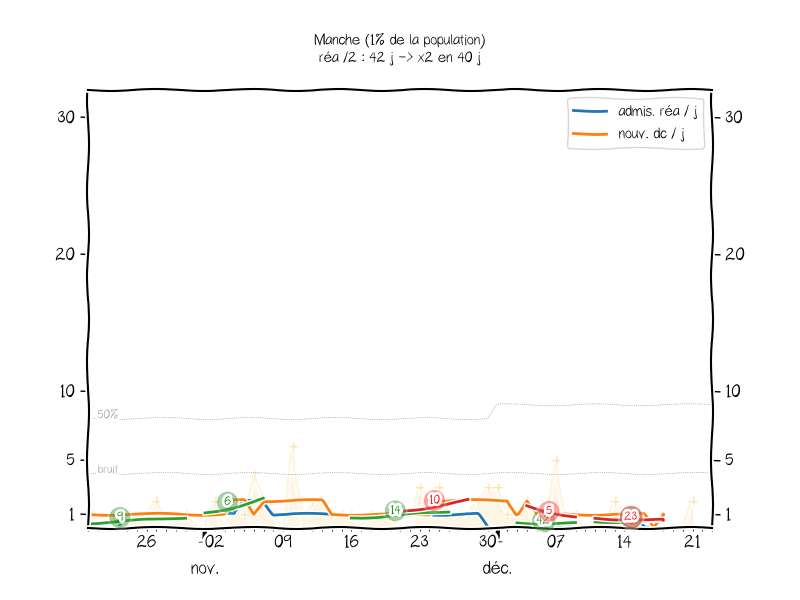 Manche (1% de la population)
réa /2 : 42 j -> x2 en 40 j
admis. réa / j
nouv. dc / j
30 30
20 20
10 10
50%
5 5
bruit
1 1
9 6 14 10 42 5 23
26 02 09 16 23 30 07 14 21
nov. déc.